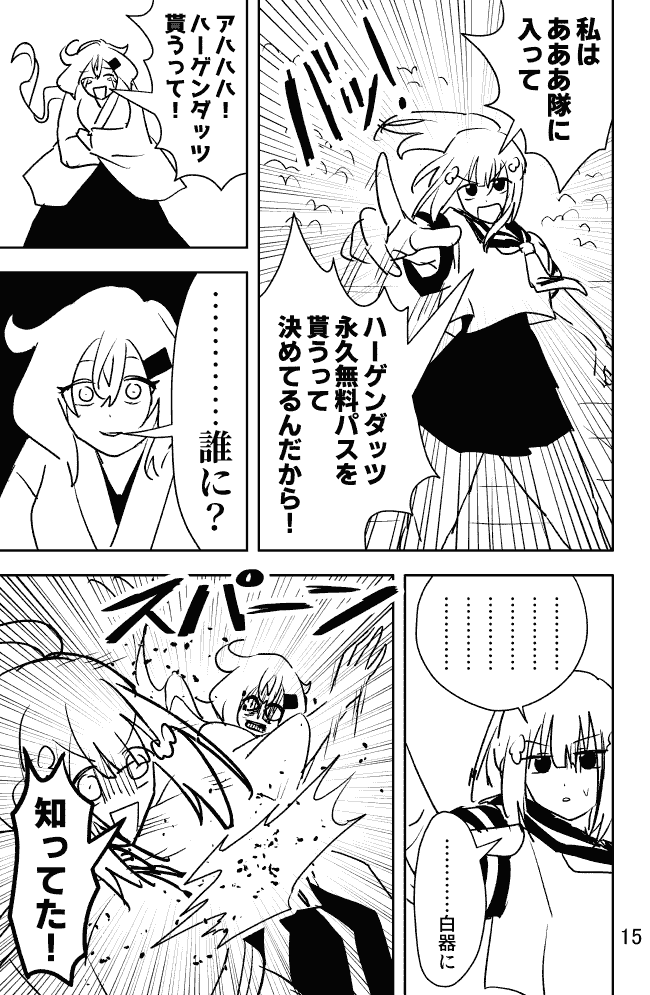 私は
あああ隊に
入って
バッ!
ハーゲンダッツ
永久無料パスを
貰うって
決めてるんだから!
アハハハ!
ハーゲンダッツ
貰うって!
…………誰に?
………………
…………白器に
スパーン
知ってた!
15